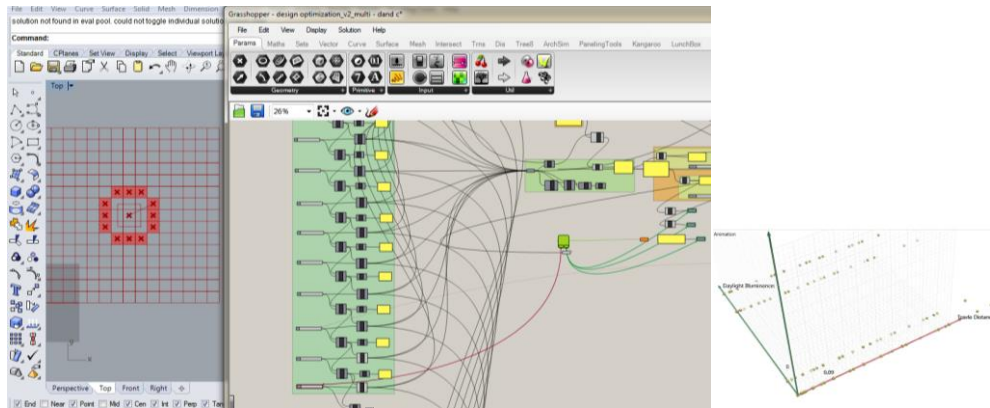 File Edit View Curve Surface Solid Mesh Dimension
solution not found in eval pool. could not toggle individual solutio
Command:
Standard CPlanes Set View Display Select Viewport La
Top
Perspective Top Front Right
End Near Point Mid Cen Int Perp Tan
Grasshopper - design optimization_v2_multi - dand c*
File Edit View Display Solution Help
Params Maths Sets Vector Curve Surface Mesh Intersect Trns Dis TreeS ArchSim PanelingTools Kangaroo LunchBox
Geometry Primitive Input Util
26%
Animation
Daylight Illuminance
0
0.09